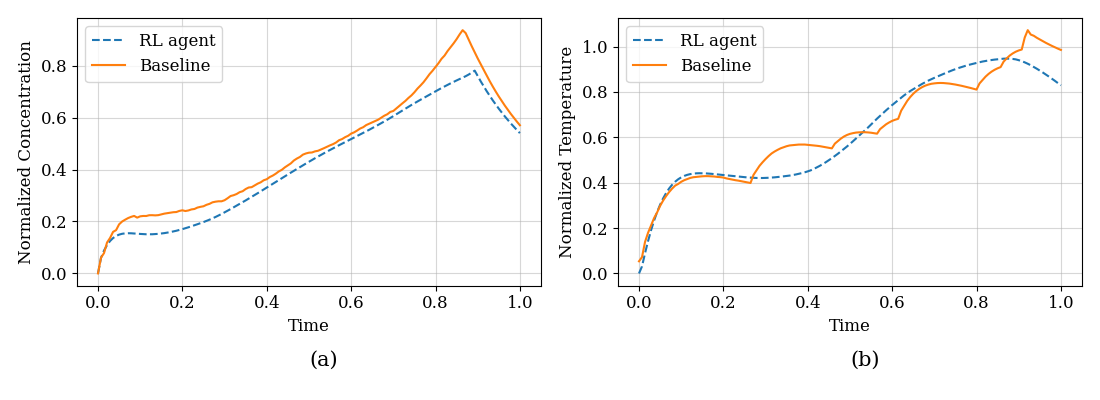 Normalized Concentration
0.0
0.2
0.4
0.6
0.8
RL agent
Baseline
0.0 0.2 0.4 0.6 0.8 1.0
Time
(a)
Normalized Temperature
0.0
0.2
0.4
0.6
0.8
1.0
RL agent
Baseline
0.0 0.2 0.4 0.6 0.8 1.0
Time
(b)